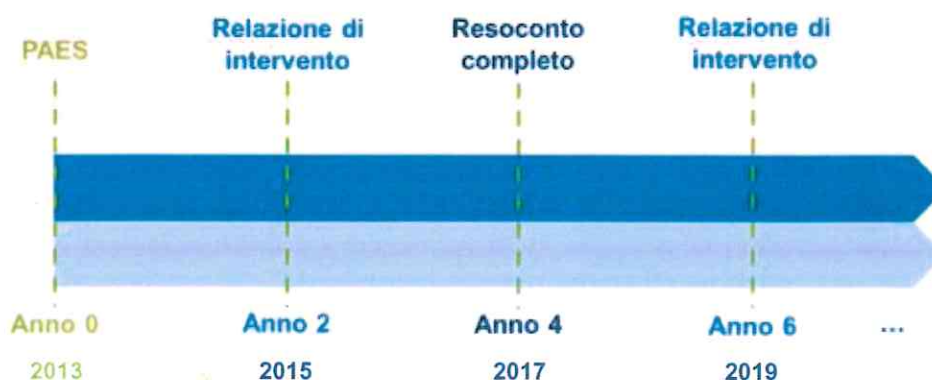 PAES
Relazione di
intervento
Resoconto
completo
Relazione di
intervento
Anno 0
Anno 2
Anno 4
Anno 6
...
2013
2015
2017
2019